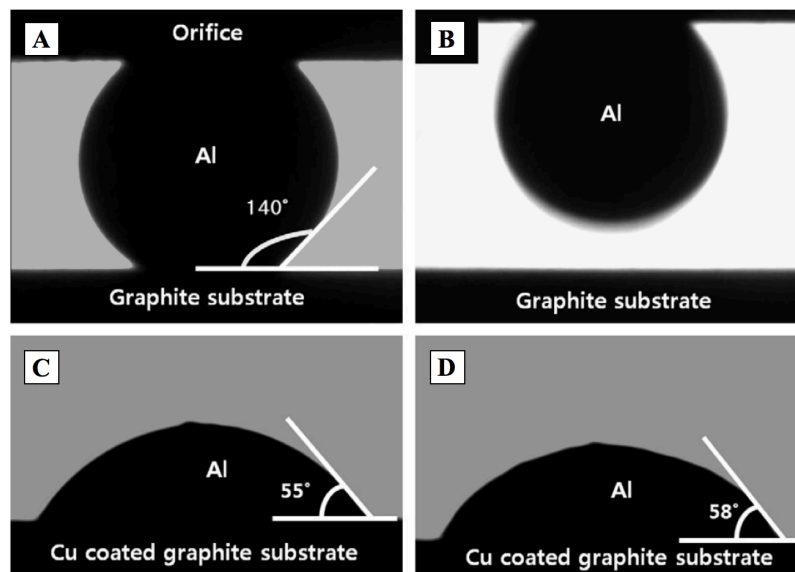 A
Orifice
Al
140°
Graphite substrate
B
Al
Graphite substrate
C
Al
55°
Cu coated graphite substrate
D
Al
58°
Cu coated graphite substrate